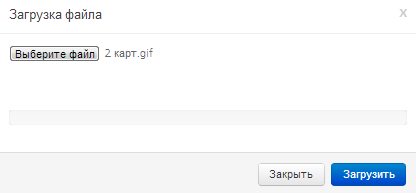 Загрузка файла x
Выберите файл 2 карт.gif
Закрыть Загрузить